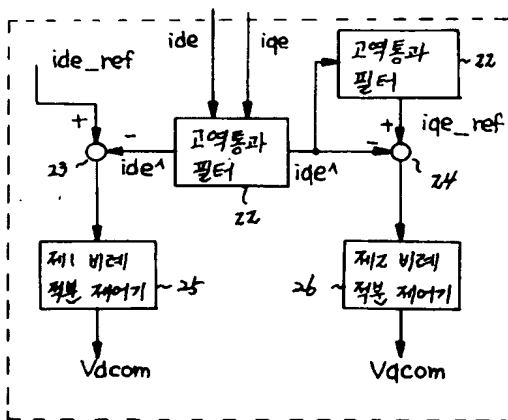 ide
iqe
ide_ref
고역통과
필터
22
+
-
고역통과
필터
22
ide^
iqe^
+
-
iqe_ref
23
24
제1 비례
적분 제어기
25
26
제2 비례
적분 제어기
Vdcom
Vqcom